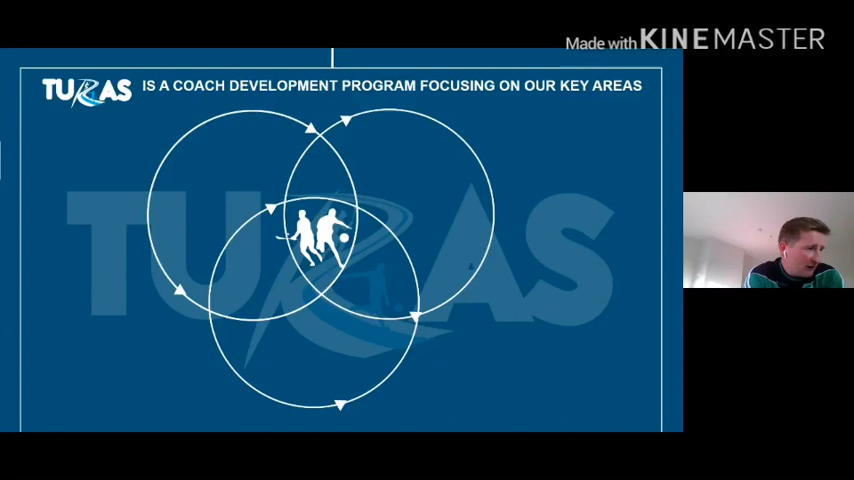 Made with KINEMASTER
TURAS IS A COACH DEVELOPMENT PROGRAM FOCUSING ON OUR KEY AREAS
TURAS